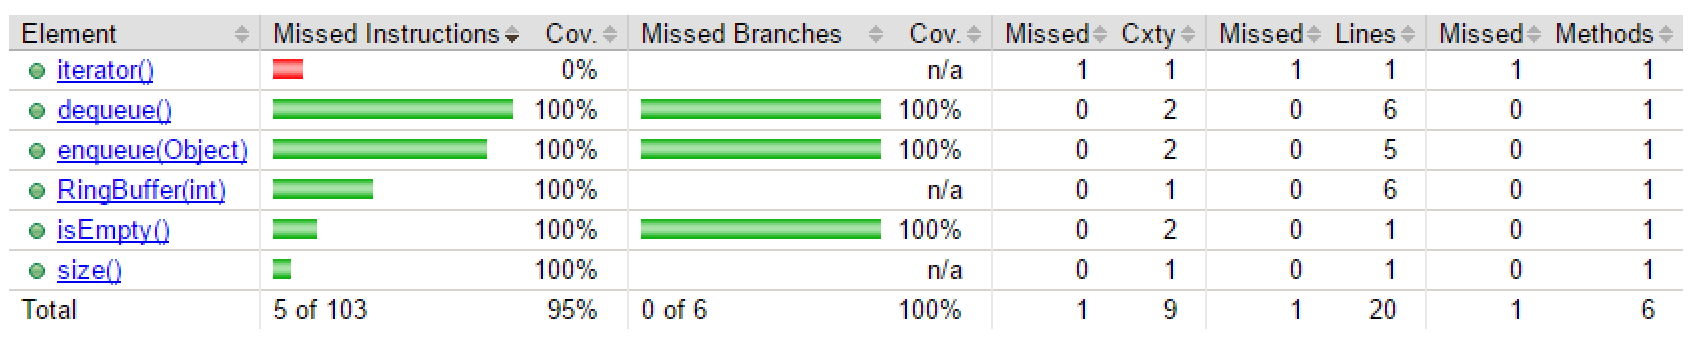 Element Missed Instructions Cov. Missed Branches Cov. Missed Cxty Missed Lines Missed Methods
iterator() 0% n/a 1 1 1 1 1 1
dequeue() 100% 100% 0 2 0 6 0 1
enqueue(Object) 100% 100% 0 2 0 5 0 1
RingBuffer(int) 100% n/a 0 1 0 6 0 1
isEmpty() 100% 100% 0 2 0 1 0 1
size() 100% n/a 0 1 0 1 0 1
Total 5 of 103 95% 0 of 6 100% 1 9 1 20 1 6